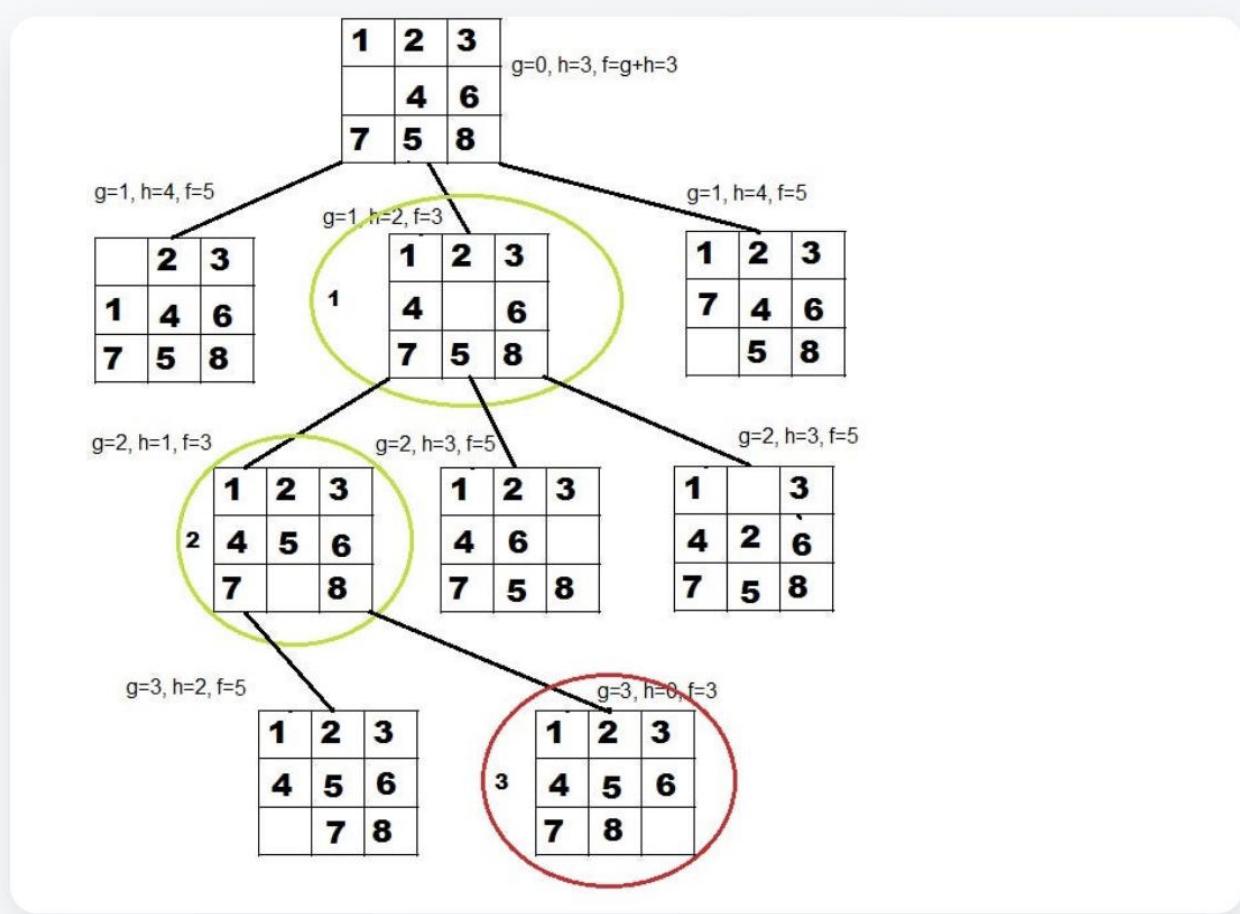 1 2 3
g=0, h=3, f=g+h=3
4 6
7 5 8
g=1, h=4, f=5
2 3
1 4 6
7 5 8
g=1, h=2, f=3
1
1 2 3
4 6
7 5 8
g=1, h=4, f=5
1 2 3
7 4 6
5 8
g=2, h=1, f=3
2
1 2 3
4 5 6
7 8
g=2, h=3, f=5
1 2 3
4 6
7 5 8
g=2, h=3, f=5
1 3
4 2 6
7 5 8
g=3, h=2, f=5
1 2 3
4 5 6
7 8
g=3, h=0, f=3
3
1 2 3
4 5 6
7 8